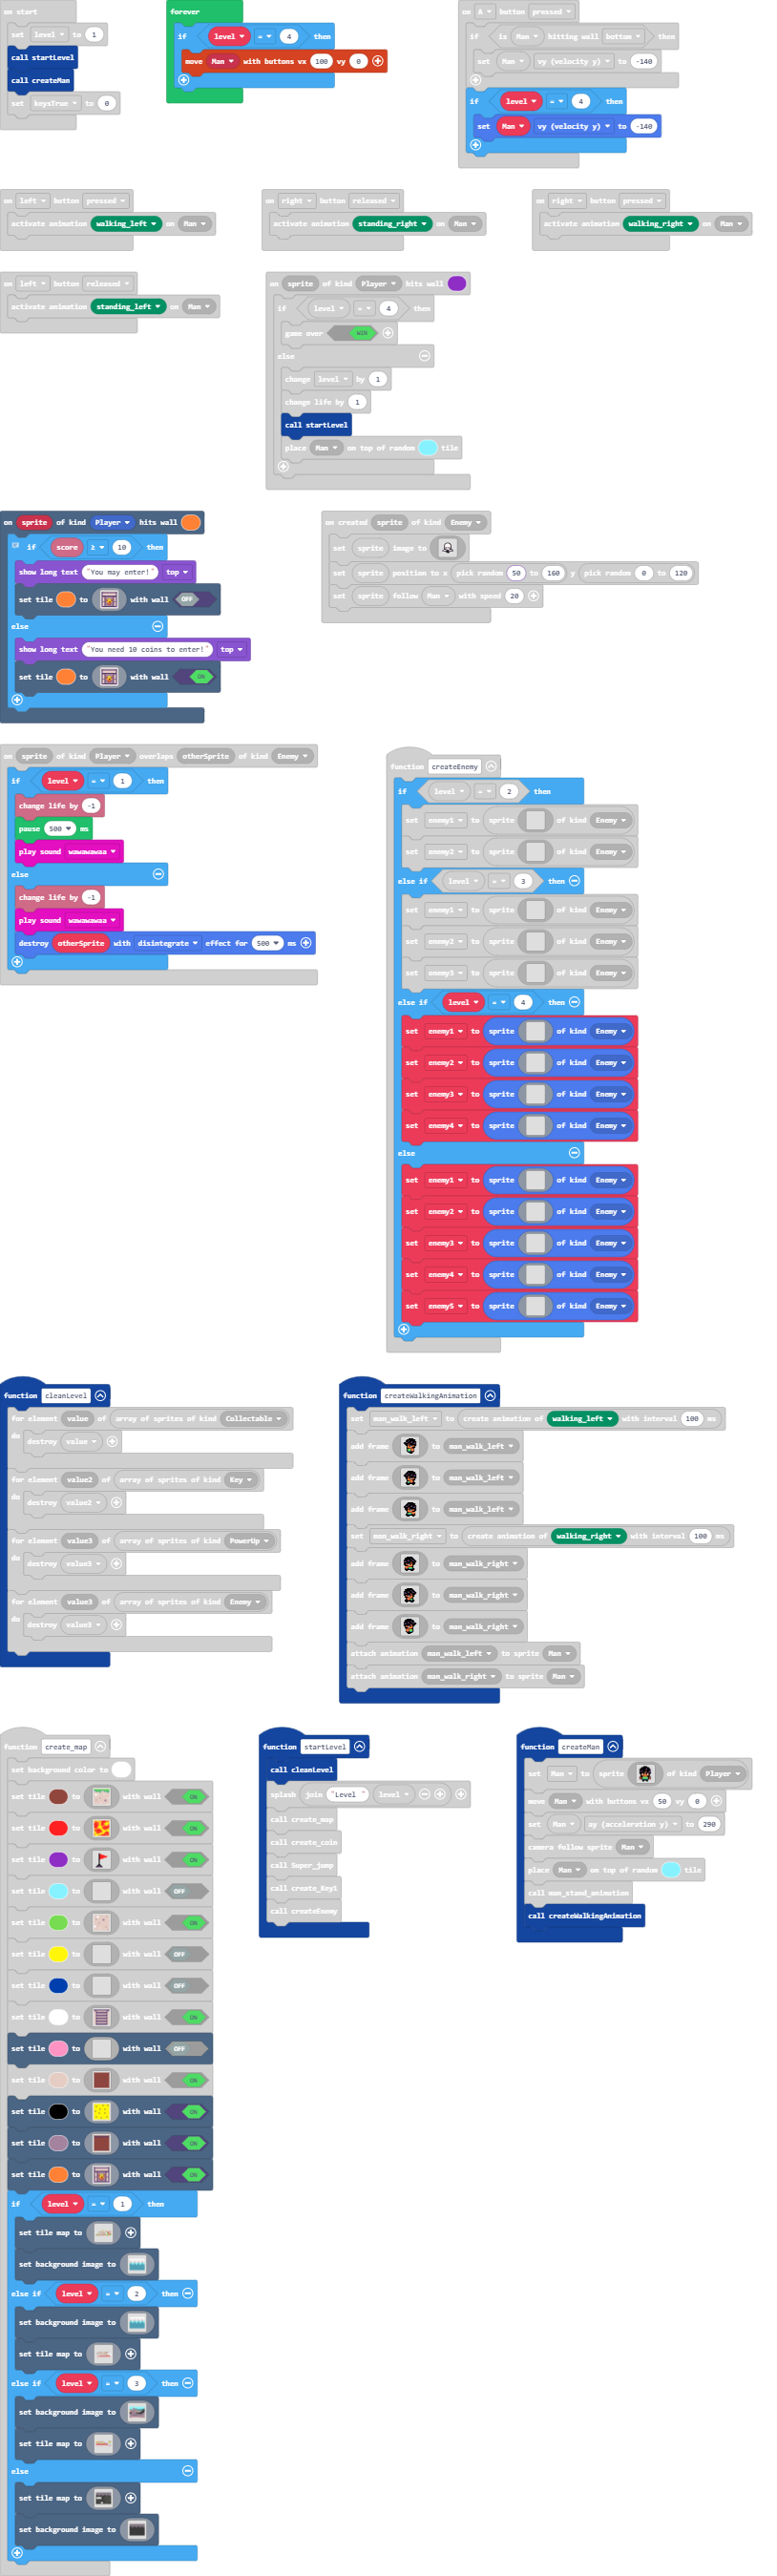 on start
set level to 1
call startLevel
call createMan
set keysTrue to 0
forever
if level = 4 then
move Man with buttons vx 100 vy 0
on A button pressed
if is Man hitting wall bottom then
set Man vy (velocity y) to -140
if level = 4 then
set Man vy (velocity y) to -140
on left button pressed
activate animation walking_left on Man
on right button released
activate animation standing_right on Man
on right button pressed
activate animation walking_right on Man
on left button released
activate animation standing_left on Man
on sprite of kind Player hits wall
if level = 4 then
game over WIN
else
change level by 1
change life by 1
call startLevel
place Man on top of random tile
on sprite of kind Player hits wall
if score ≥ 10 then
show long text "You may enter!" top
set tile to with wall OFF
else
show long text "You need 10 coins to enter!" top
set tile to with wall ON
on created sprite of kind Enemy
set sprite image to
set sprite position to x pick random 50 to 160 y pick random 0 to 120
set sprite follow Man with speed 20
on sprite of kind Player overlaps otherSprite of kind Enemy
if level = 1 then
change life by -1
pause 500 ms
play sound wawawawaa
else
change life by -1
play sound wawawawaa
destroy otherSprite with disintegrate effect for 500 ms
function createEnemy
if level = 2 then
set enemy1 to sprite of kind Enemy
set enemy2 to sprite of kind Enemy
else if level = 3 then
set enemy1 to sprite of kind Enemy
set enemy2 to sprite of kind Enemy
set enemy3 to sprite of kind Enemy
else if level = 4 then
set enemy1 to sprite of kind Enemy
set enemy2 to sprite of kind Enemy
set enemy3 to sprite of kind Enemy
set enemy4 to sprite of kind Enemy
else
set enemy1 to sprite of kind Enemy
set enemy2 to sprite of kind Enemy
set enemy3 to sprite of kind Enemy
set enemy4 to sprite of kind Enemy
set enemy5 to sprite of kind Enemy
function cleanLevel
for element value of array of sprites of kind Collectable
do
destroy value
for element value2 of array of sprites of kind Key
do
destroy value2
for element value3 of array of sprites of kind PowerUp
do
destroy value3
for element value3 of array of sprites of kind Enemy
do
destroy value3
function createWalkingAnimation
set man_walk_left to create animation of walking_left with interval 100 ms
add frame to man_walk_left
add frame to man_walk_left
add frame to man_walk_left
set man_walk_right to create animation of walking_right with interval 100 ms
add frame to man_walk_right
add frame to man_walk_right
add frame to man_walk_right
attach animation man_walk_left to sprite Man
attach animation man_walk_right to sprite Man
function create_map
set background color to
set tile to with wall ON
set tile to with wall ON
set tile to with wall ON
set tile to with wall OFF
set tile to with wall ON
set tile to with wall OFF
set tile to with wall OFF
set tile to with wall ON
set tile to with wall OFF
set tile to with wall ON
set tile to with wall ON
set tile to with wall ON
set tile to with wall ON
if level = 1 then
set tile map to
set background image to
else if level = 2 then
set background image to
set tile map to
else if level = 3 then
set background image to
set tile map to
else
set tile map to
set background image to
function startLevel
call cleanLevel
splash join "Level " level
call create_map
call create_coin
call Super_jump
call create_Key1
call createEnemy
function createMan
set Man to sprite of kind Player
move Man with buttons vx 50 vy 0
set Man ay (acceleration y) to 290
camera follow sprite Man
place Man on top of random tile
call man_stand_animation
call createWalkingAnimation